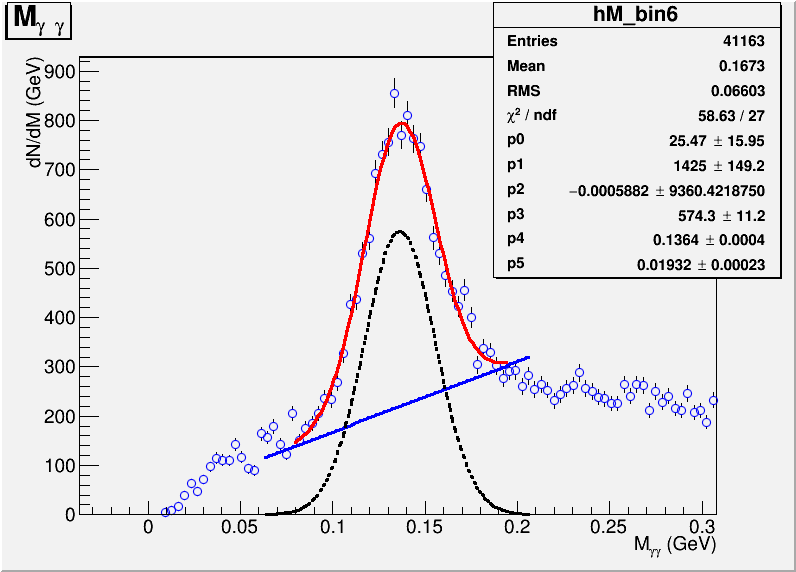 M γ γ
hM_bin6
Entries 41163
Mean 0.1673
RMS 0.06603
χ² / ndf 58.63 / 27
p0 25.47 ± 15.95
p1 1425 ± 149.2
p2 −0.0005882 ± 9360.4218750
p3 574.3 ± 11.2
p4 0.1364 ± 0.0004
p5 0.01932 ± 0.00023
dN/dM (GeV)
900
800
700
600
500
400
300
200
100
0
0 0.05 0.1 0.15 0.2 0.25 0.3
Mγγ (GeV)